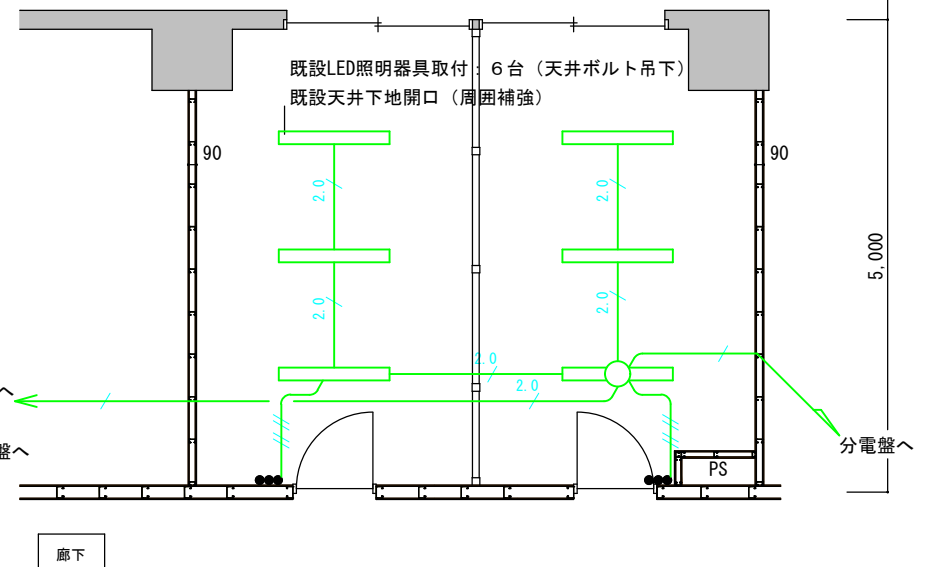 既設LED照明器具取付：６台（天井ボルト吊下）
既設天井下地開口（周囲補強）
90
90
2.0
2.0
5,000
2.0
2.0
2.0
2.0
へ
盤へ
分電盤へ
PS
廊下